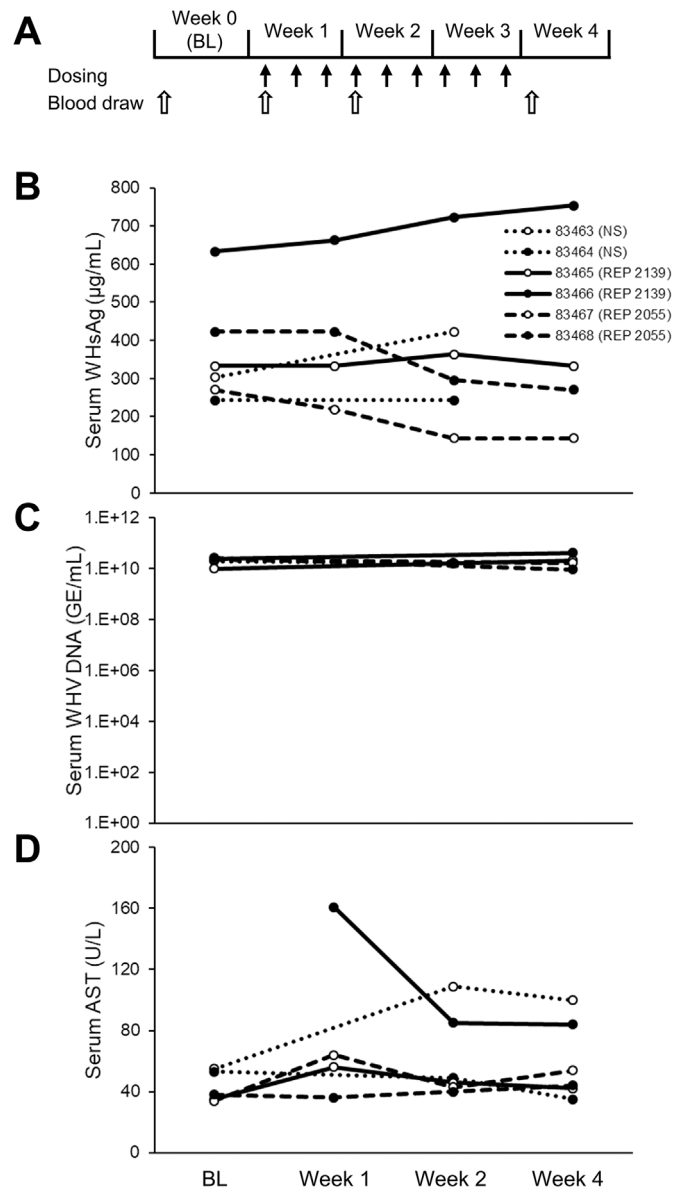 A
Week 0
(BL)
Week 1
Week 2
Week 3
Week 4
Dosing
Blood draw
B
Serum WHsAg (µg/mL)
800
700
600
500
400
300
200
100
0
83463 (NS)
83464 (NS)
83465 (REP 2139)
83466 (REP 2139)
83467 (REP 2055)
83468 (REP 2055)
C
Serum WHV DNA (GE/mL)
1.E+12
1.E+10
1.E+08
1.E+06
1.E+04
1.E+02
1.E+00
D
Serum AST (U/L)
200
160
120
80
40
0
BL
Week 1
Week 2
Week 4